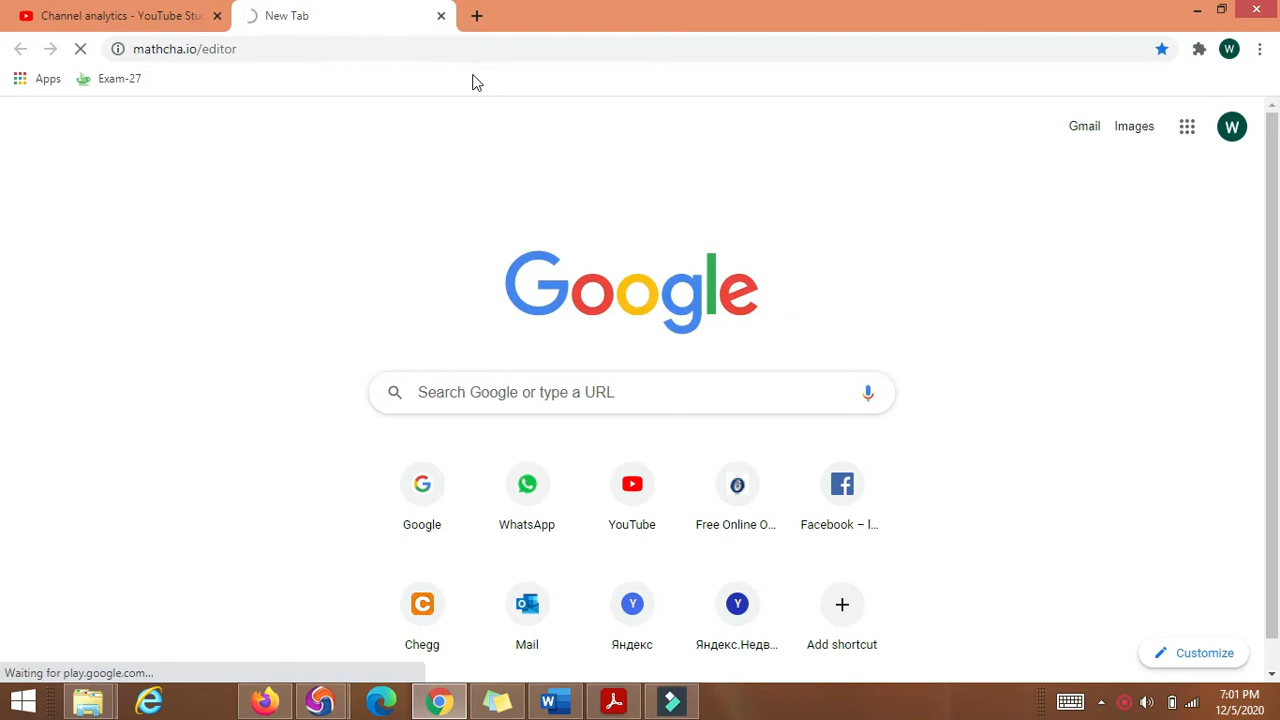 Channel analytics - YouTube Stu
New Tab
mathcha.io/editor
W
Apps
Exam-27
Gmail
Images
W
Google
Search Google or type a URL
Google
WhatsApp
YouTube
Free Online O...
Facebook – l...
Chegg
Mail
Яндекс
Яндекс.Недв...
Add shortcut
Customize
Waiting for play.google.com...
7:01 PM
12/5/2020